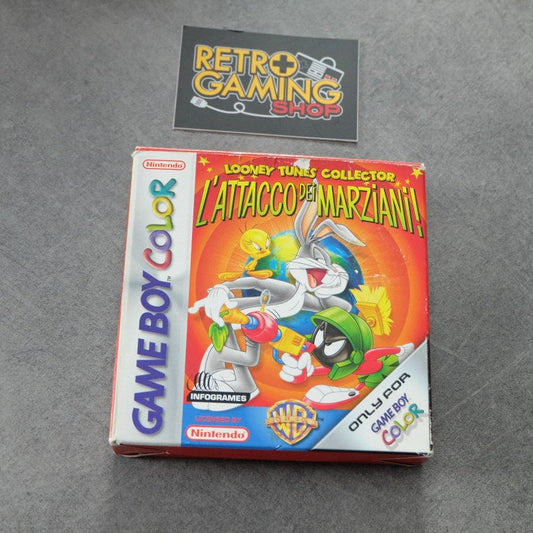 RETRO
GAMING
SHOP
Nintendo
GAME BOY COLOR
LOONEY TUNES COLLECTOR
L'ATTACCO DEI MARZIANI!
INFOGRAMES
LICENSED BY
Nintendo
WB
ONLY FOR
GAME BOY
COLOR